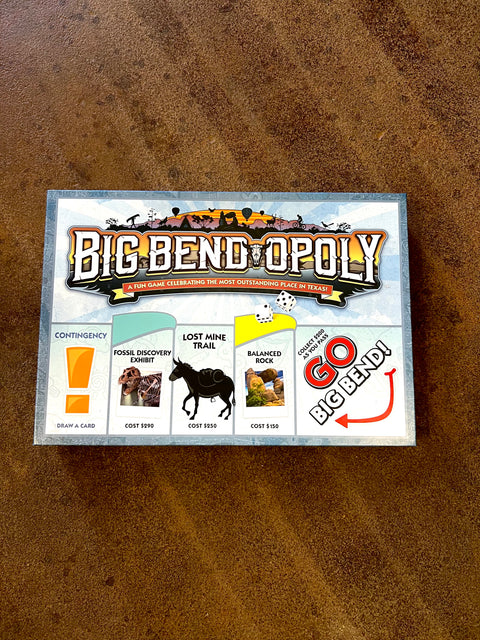 BIG BEND OPOLY
A FUN GAME CELEBRATING THE MOST OUTSTANDING PLACE IN TEXAS!
CONTINGENCY
DRAW A CARD
FOSSIL DISCOVERY
EXHIBIT
COST $290
LOST MINE
TRAIL
COST $250
BALANCED
ROCK
COST $150
COLLECT $200
AS YOU PASS
GO
BIG BEND!